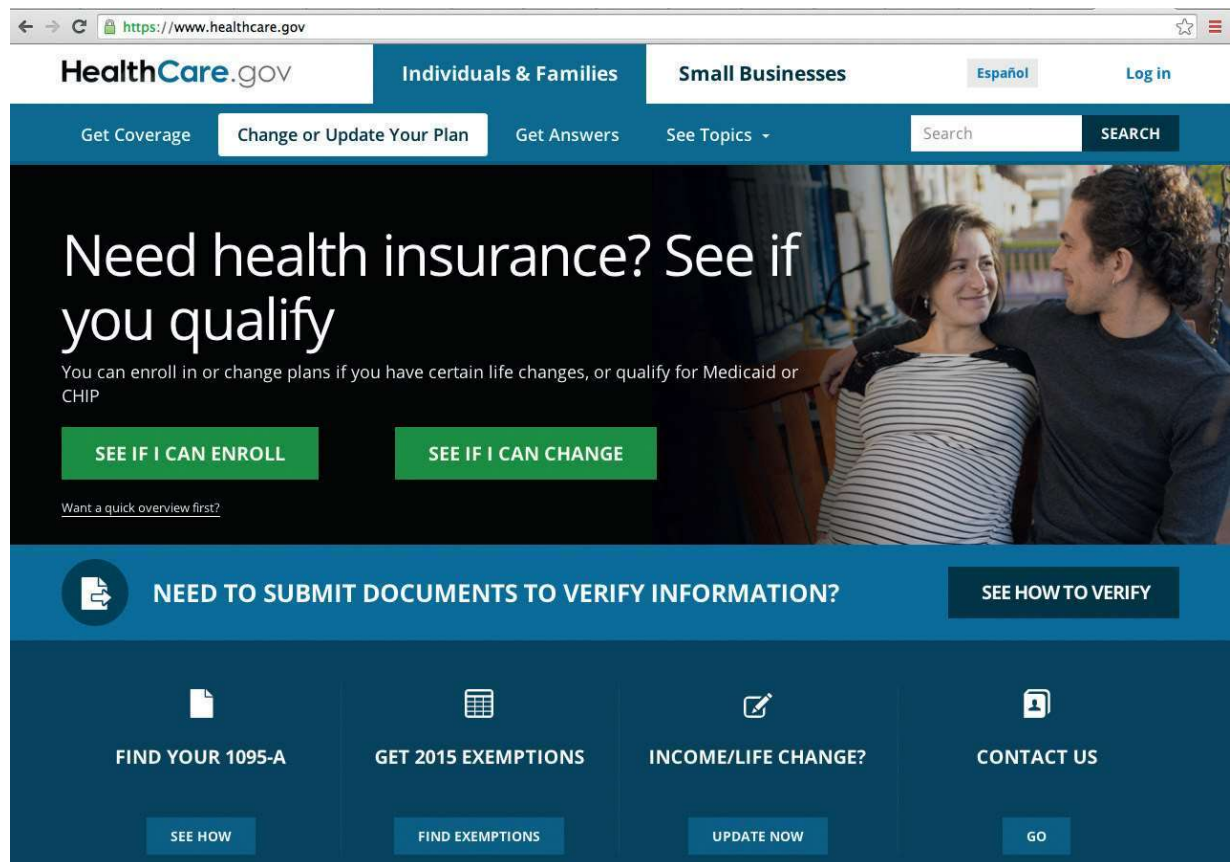 https://www.healthcare.gov
HealthCare.gov Individuals & Families Small Businesses Español Log in
Get Coverage Change or Update Your Plan Get Answers See Topics Search SEARCH
Need health insurance? See if
you qualify
You can enroll in or change plans if you have certain life changes, or qualify for Medicaid or
CHIP
SEE IF I CAN ENROLL SEE IF I CAN CHANGE
Want a quick overview first?
NEED TO SUBMIT DOCUMENTS TO VERIFY INFORMATION? SEE HOW TO VERIFY
FIND YOUR 1095-A GET 2015 EXEMPTIONS INCOME/LIFE CHANGE? CONTACT US
SEE HOW FIND EXEMPTIONS UPDATE NOW GO